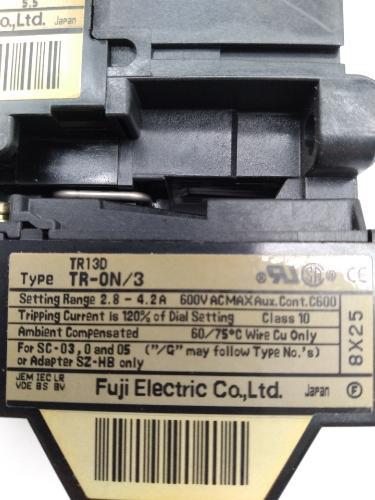 5.5
Co.,Ltd. Japan
TR13D
Type TR-0N/3
Setting Range 2.8 - 4.2A 600V ACMAX Aux.Cont.C600
Tripping Current is 120% of Dial Setting Class 10
Ambient Compensated 60/75°C Wire Cu Only
For SC-03,0 and 05 ("/G" may follow Type No.'s)
or Adapter SZ-HB only
8X25
JEM IEC LR
VDE BS BV
Fuji Electric Co.,Ltd. Japan F